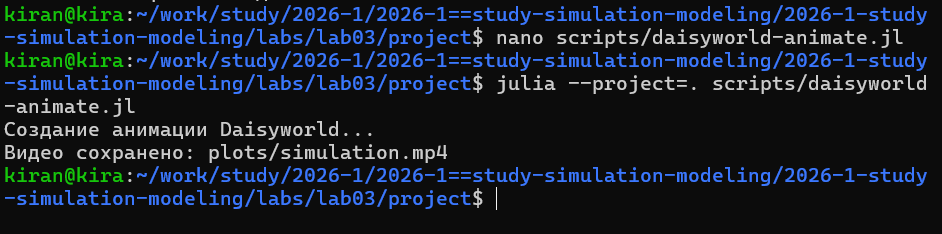 kiran@kira:~/work/study/2026-1/2026-1==study-simulation-modeling/2026-1-study
-simulation-modeling/labs/lab03/project$ nano scripts/daisyworld-animate.jl
kiran@kira:~/work/study/2026-1/2026-1==study-simulation-modeling/2026-1-study
-simulation-modeling/labs/lab03/project$ julia --project=. scripts/daisyworld
-animate.jl
Создание анимации Daisyworld...
Видео сохранено: plots/simulation.mp4
kiran@kira:~/work/study/2026-1/2026-1==study-simulation-modeling/2026-1-study
-simulation-modeling/labs/lab03/project$